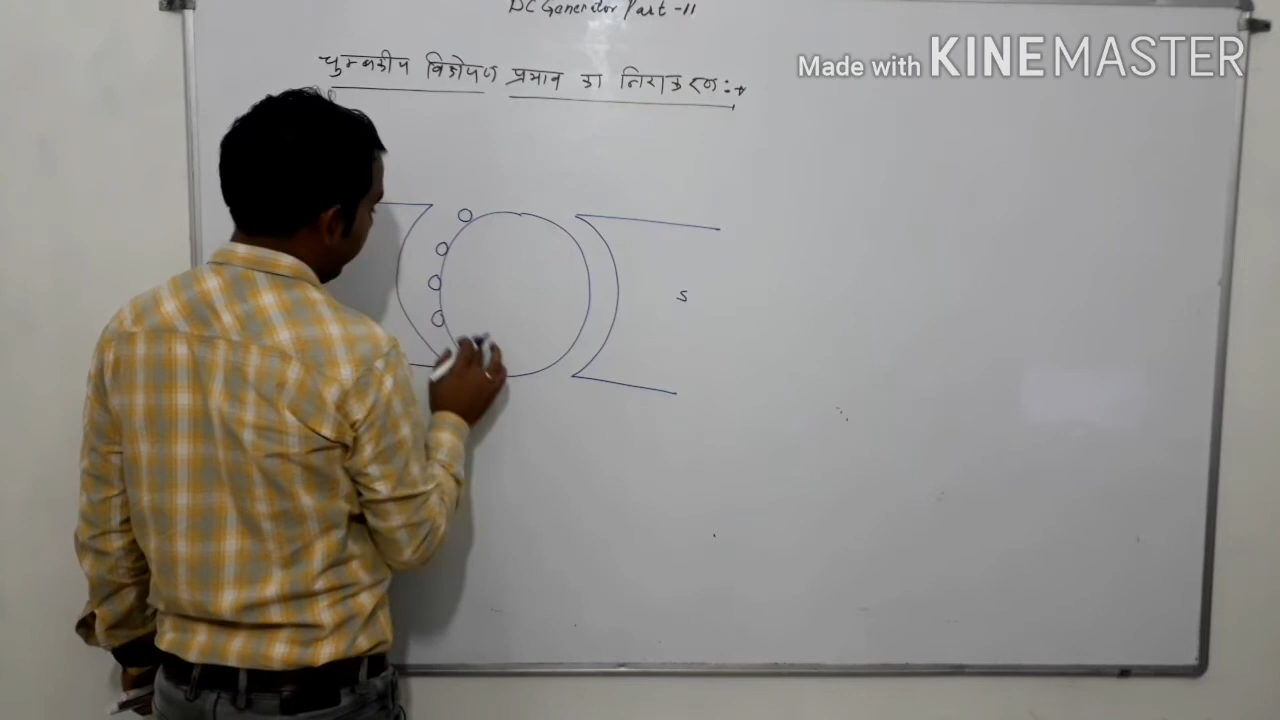 DC Generator Part -11
Made with KINEMASTER
चुम्बकीय विक्षेपण प्रभाव का निराकरण :→
S